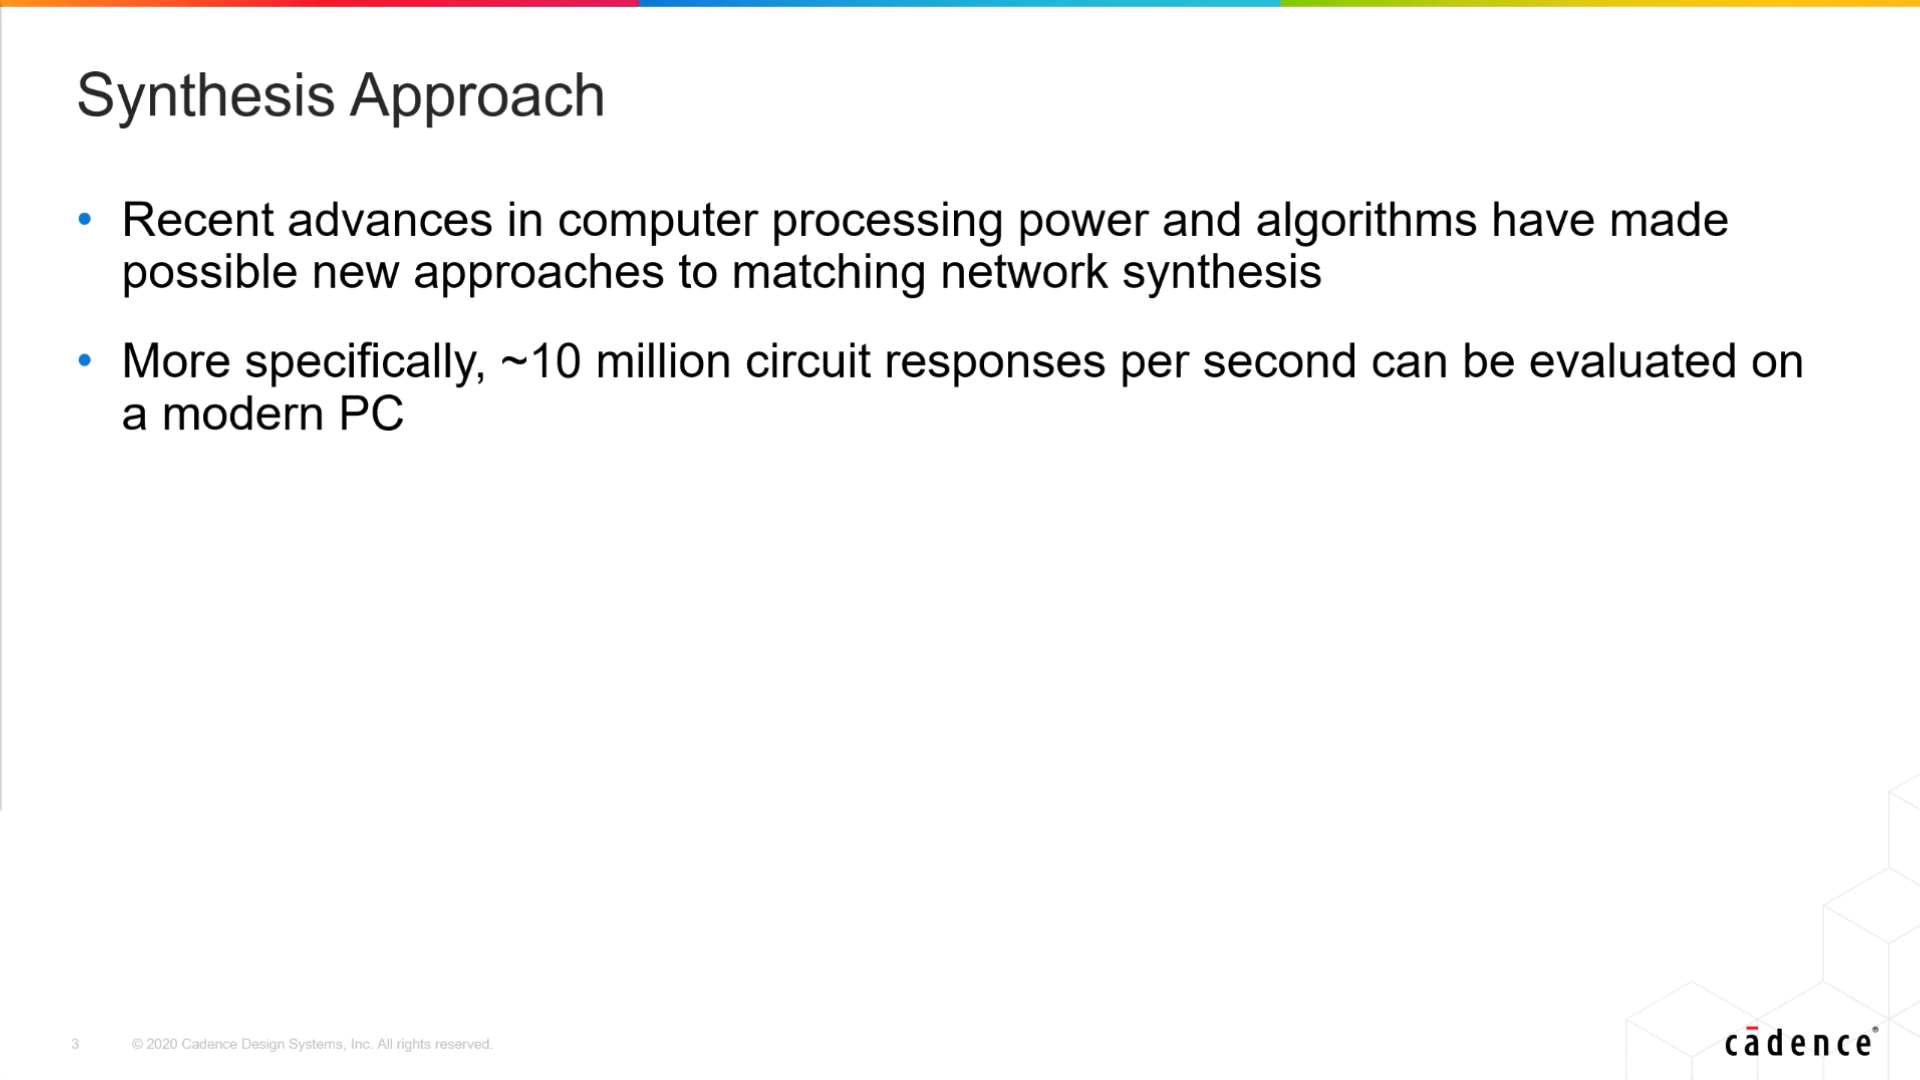 Synthesis Approach
• Recent advances in computer processing power and algorithms have made
possible new approaches to matching network synthesis
• More specifically, ~10 million circuit responses per second can be evaluated on
a modern PC
3 © 2020 Cadence Design Systems, Inc. All rights reserved.
cādence®